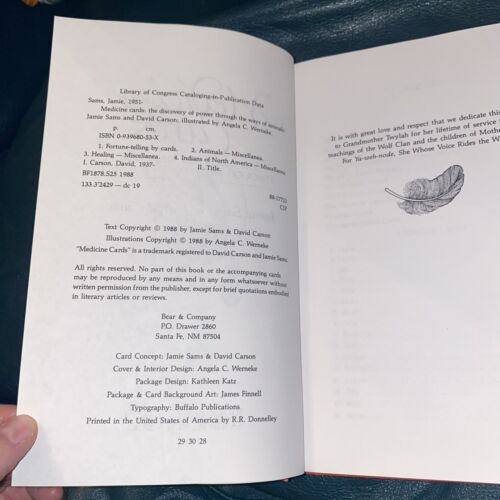 Library of Congress Cataloging-in-Publication Data
Sams, Jamie, 1951-
Medicine cards: the discovery of power through the ways of animals
Jamie Sams and David Carson; illustrated by Angela C. Werneke.
p. cm.
ISBN 0-939680-53-X
1. Fortune-telling by cards. 2. Animals — Miscellanea.
3. Healing — Miscellanea. 4. Indians of North America — Miscellanea
I. Carson, David, 1937- II. Title.
BF1878.S25 1988
133.3'2429 — dc 19
CIP
Text Copyright © 1988 by Jamie Sams & David Carson
Illustrations Copyright © 1988 by Angela C. Werneke
"Medicine Cards" is a trademark registered to David Carson and Jamie Sams.
All rights reserved. No part of this book or the accompanying cards
may be reproduced by any means and in any form whatsoever without
written permission from the publisher, except for brief quotations embodied
in literary articles or reviews.
Bear & Company
P.O. Drawer 2860
Santa Fe, NM 87504
Card Concept: Jamie Sams & David Carson
Cover & Interior Design: Angela C. Werneke
Package Design: Kathleen Katz
Package & Card Background Art: James Finnell
Typography: Buffalo Publications
Printed in the United States of America by R.R. Donnelley
29 30 28
It is with great love and respect that we dedicate this
to Grandmother Twylah for her lifetime of service
teachings of the Wolf Clan and the children of Mothe
For Ya-weh-node, She Whose Voice Rides the W